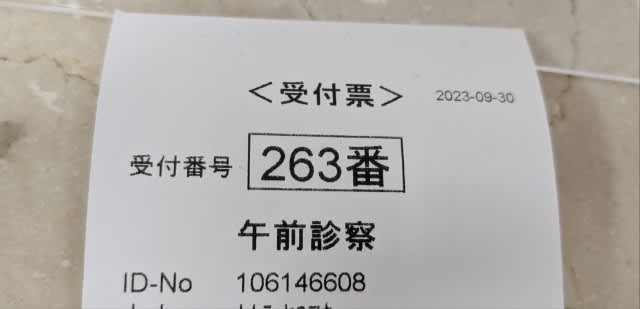 <受付票> 2023-09-30
受付番号 263番
午前診察
ID-No 106146608